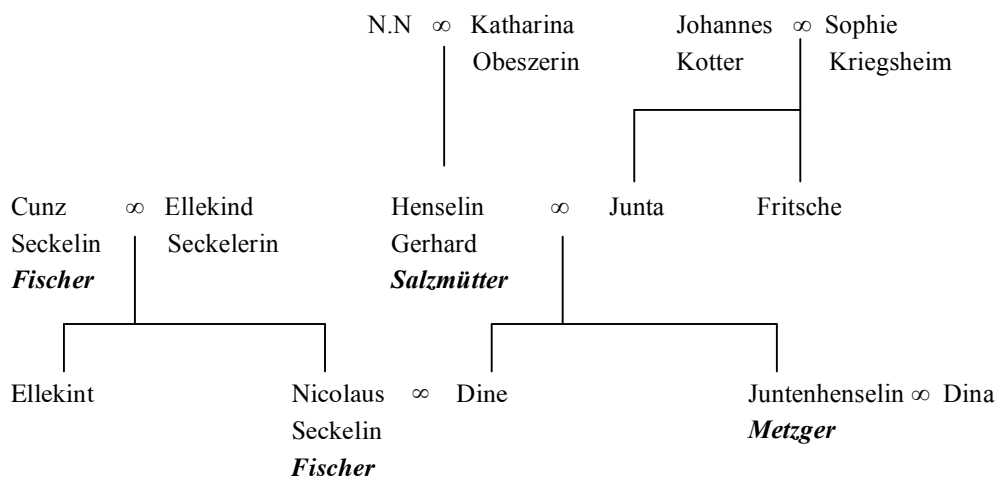 N.N ∞ Katharina Johannes ∞ Sophie
Obeszerin Kotter Kriegsheim
Cunz ∞ Ellekind Henselin ∞ Junta Fritsche
Seckelin Seckelerin Gerhard
Fischer Salzmütter
Ellekint Nicolaus ∞ Dine Juntenhenselin ∞ Dina
Seckelin Metzger
Fischer